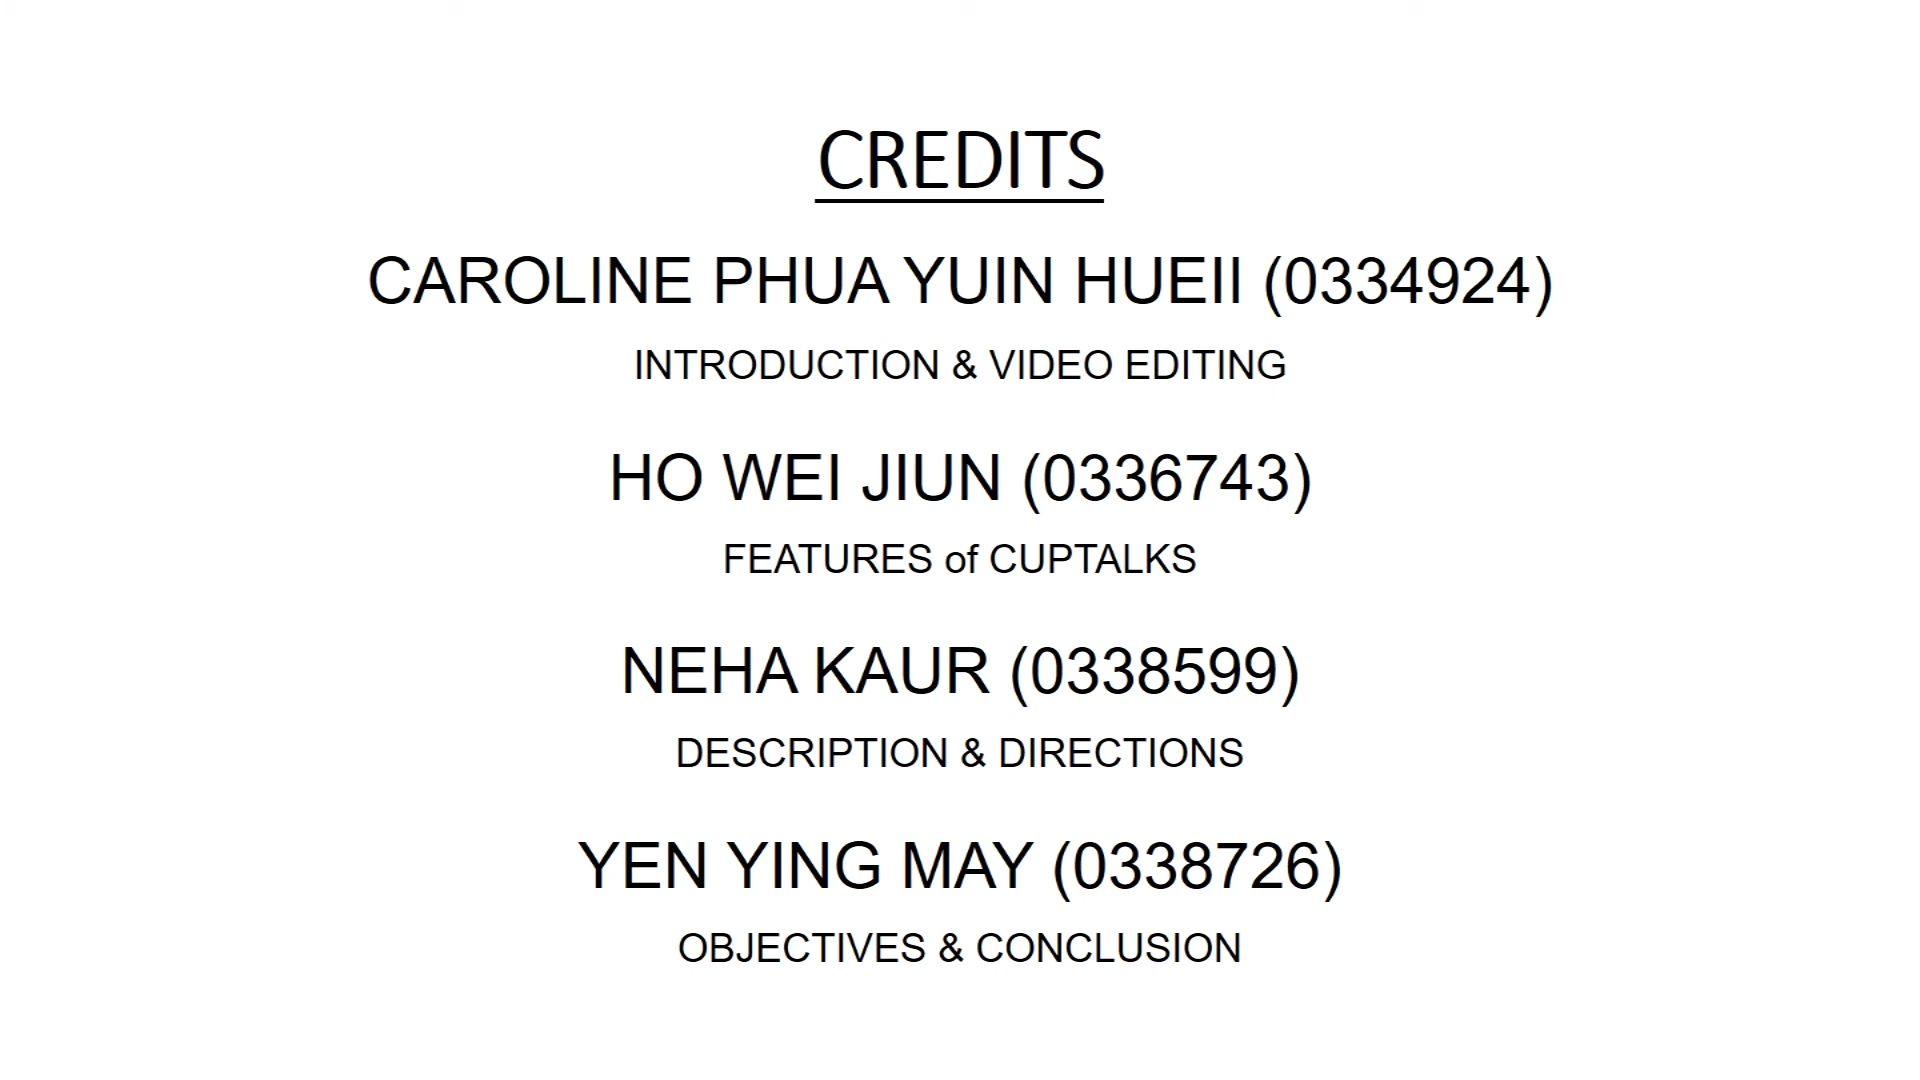 CREDITS
CAROLINE PHUA YUIN HUEII (0334924)
INTRODUCTION & VIDEO EDITING
HO WEI JIUN (0336743)
FEATURES of CUPTALKS
NEHA KAUR (0338599)
DESCRIPTION & DIRECTIONS
YEN YING MAY (0338726)
OBJECTIVES & CONCLUSION